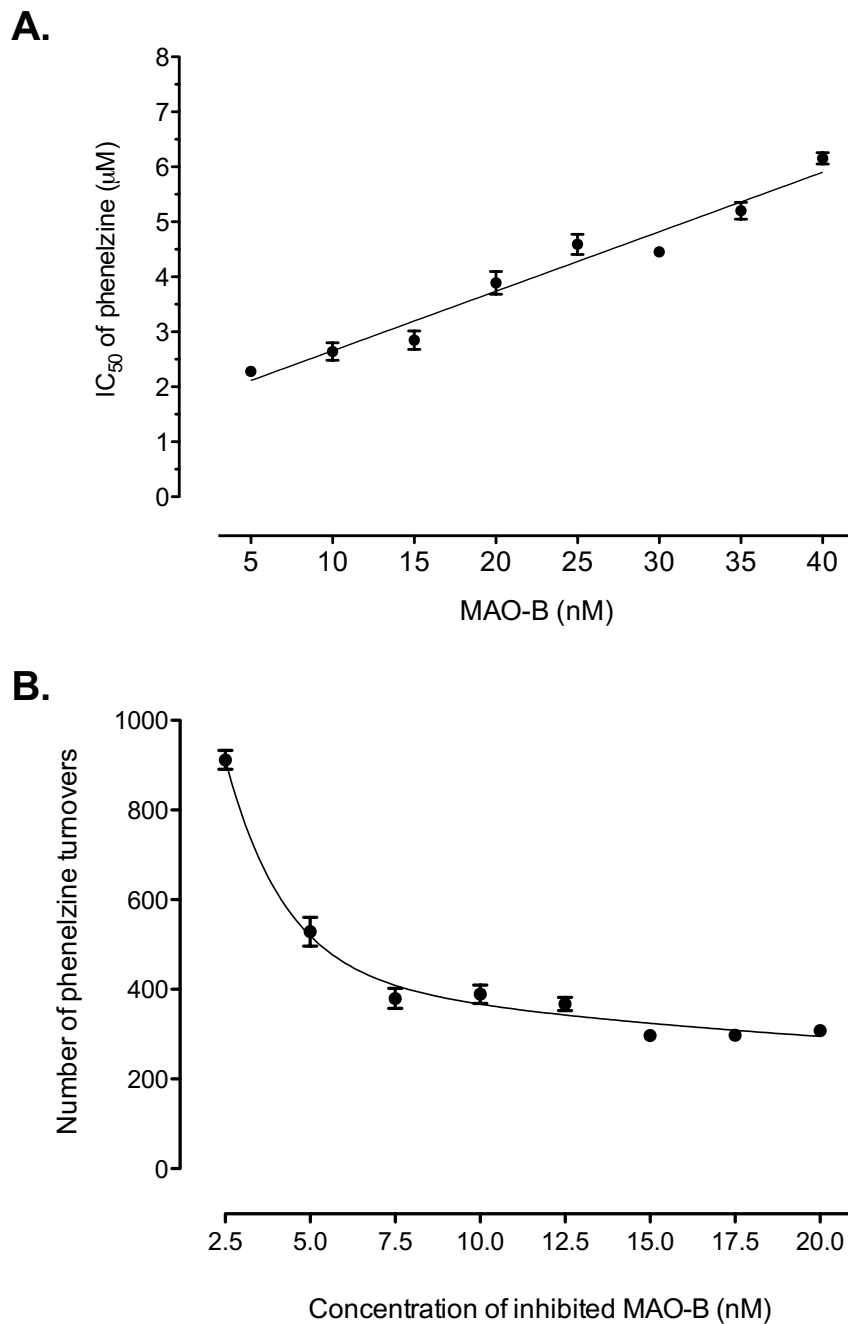 A.
IC50 of phenelzine (μM)
8
7
6
5
4
3
2
1
0
5 10 15 20 25 30 35 40
MAO-B (nM)
B.
Number of phenelzine turnovers
1000
800
600
400
200
0
2.5 5.0 7.5 10.0 12.5 15.0 17.5 20.0
Concentration of inhibited MAO-B (nM)